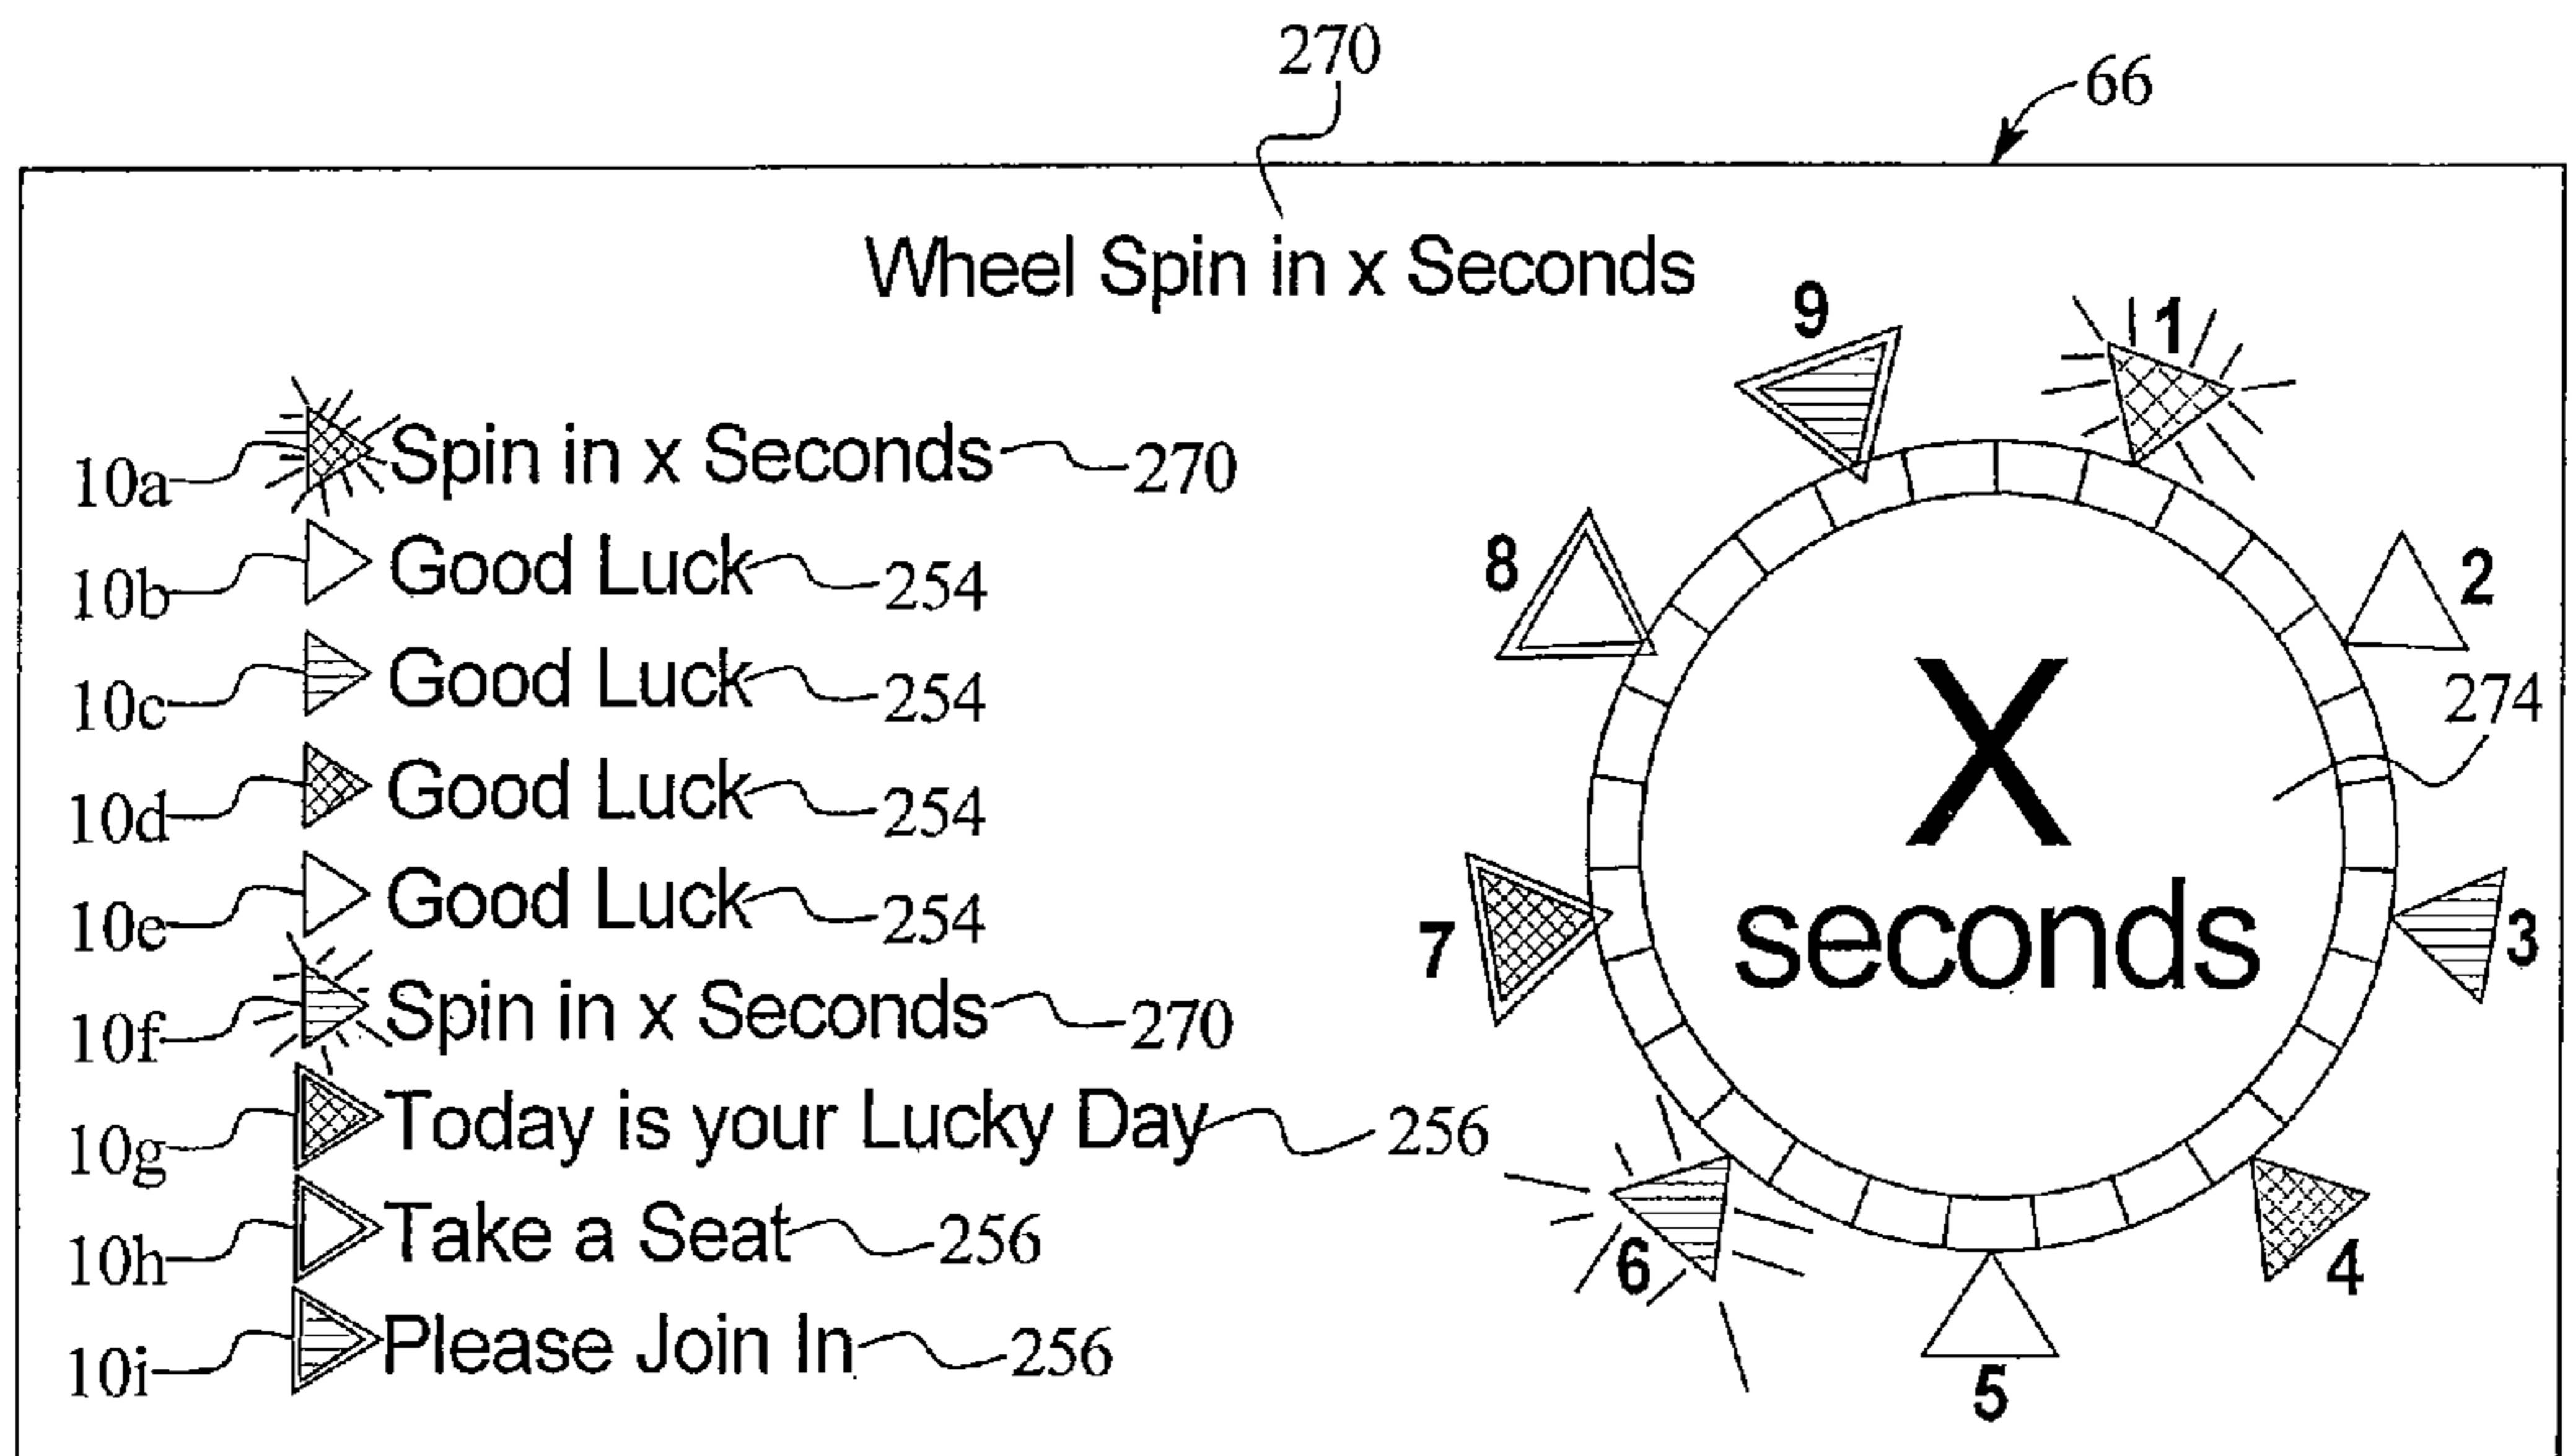 270
66
Wheel Spin in x Seconds
9 1
10a Spin in x Seconds 270
10b Good Luck 254
8 2
10c Good Luck 254
274
X
10d Good Luck 254
10e Good Luck 254
7 seconds 3
10f Spin in x Seconds 270
10g Today is your Lucky Day 256
10h Take a Seat 256
6 4
10i Please Join In 256
5